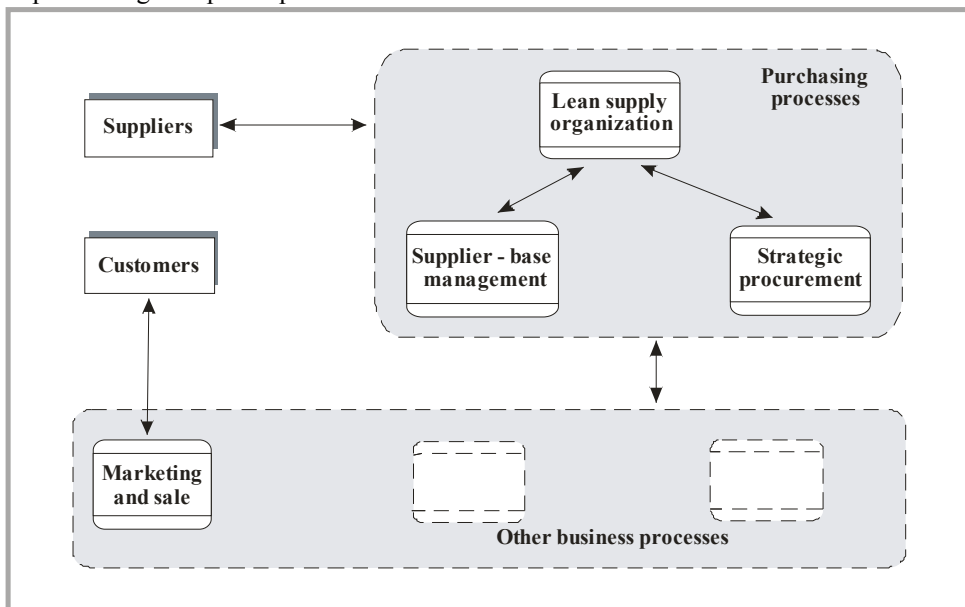 Purchasing
processes
Lean supply
organization
Suppliers
Supplier - base
management
Strategic
procurement
Customers
Marketing
and sale
Other business processes